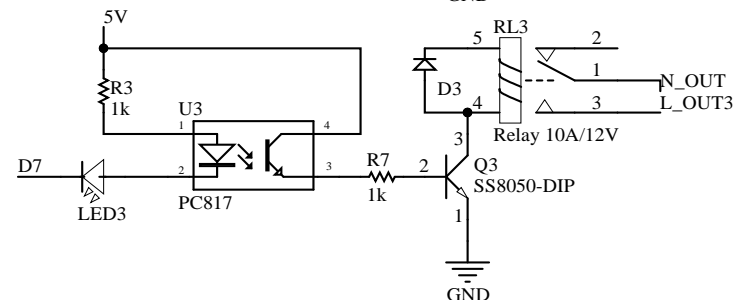 GND
5V
RL3
5
2
R3
1k
D3
1
N_OUT
U3
4
3
L_OUT3
1
4
Relay 10A/12V
3
D7
2
3
R7
1k
2
Q3
SS8050-DIP
LED3
PC817
1
GND